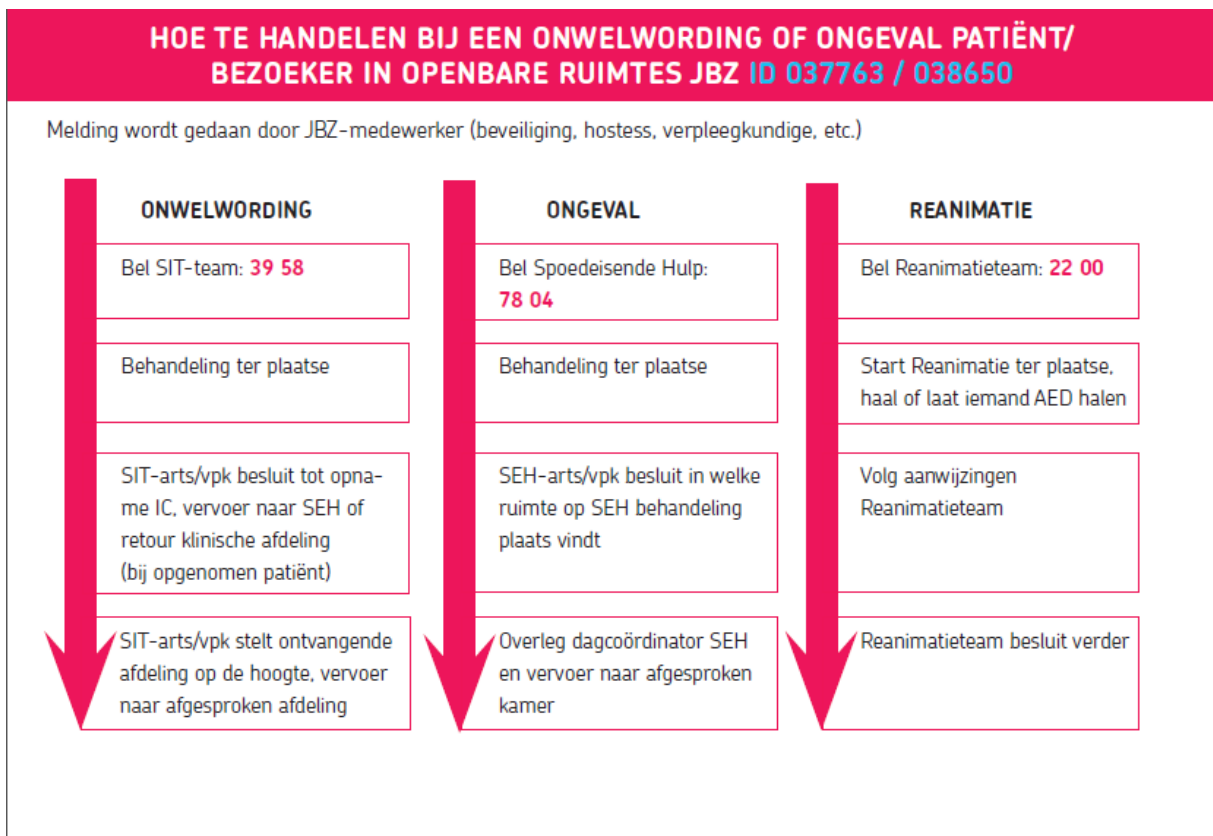 HOE TE HANDELEN BIJ EEN ONWELWORDING OF ONGEVAL PATIËNT/
BEZOEKER IN OPENBARE RUIMTES JBZ ID 037763 / 038650
Melding wordt gedaan door JBZ-medewerker (beveiliging, hostess, verpleegkundige, etc.)
ONWELWORDING
Bel SIT-team: 39 58
Behandeling ter plaatse
SIT-arts/vpk besluit tot opna-
me IC, vervoer naar SEH of
retour klinische afdeling
(bij opgenomen patiënt)
SIT-arts/vpk stelt ontvangende
afdeling op de hoogte, vervoer
naar afgesproken afdeling
ONGEVAL
Bel Spoedeisende Hulp:
78 04
Behandeling ter plaatse
SEH-arts/vpk besluit in welke
ruimte op SEH behandeling
plaats vindt
Overleg dagcoördinator SEH
en vervoer naar afgesproken
kamer
REANIMATIE
Bel Reanimatieteam: 22 00
Start Reanimatie ter plaatse,
haal of laat iemand AED halen
Volg aanwijzingen
Reanimatieteam
Reanimatieteam besluit verder